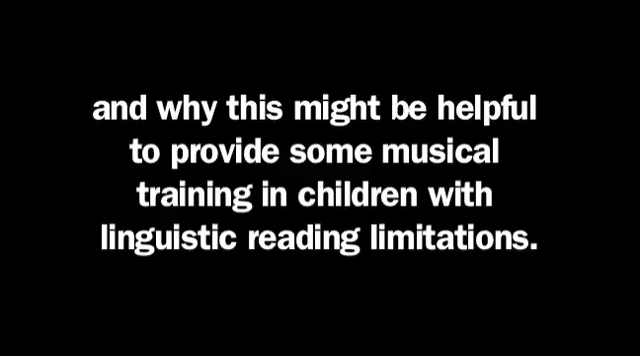 and why this might be helpful
to provide some musical
training in children with
linguistic reading limitations.